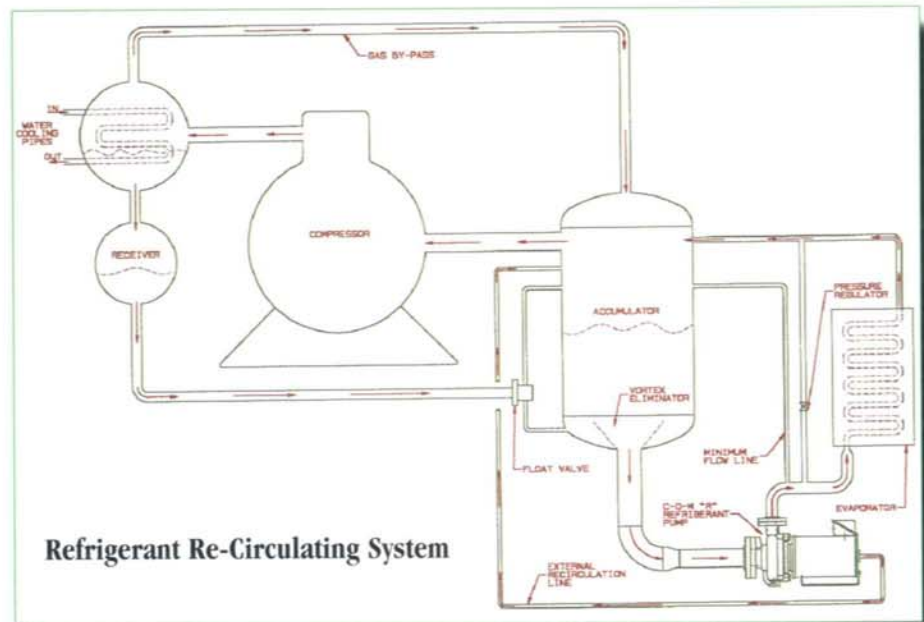 GAS BY-PASS
IN
WATER
COOLING
PIPES
OUT
COMPRESSOR
RECEIVER
PRESSURE
REGULATOR
ACCUMULATOR
VORTEX
ELIMINATOR
MINIMUM
FLOW LINE
FLOAT VALVE
C-D-M "R"
REFRIGERANT
PUMP
EVAPORATOR
Refrigerant Re-Circulating System
EXTERNAL
RECIRCULATION
LINE